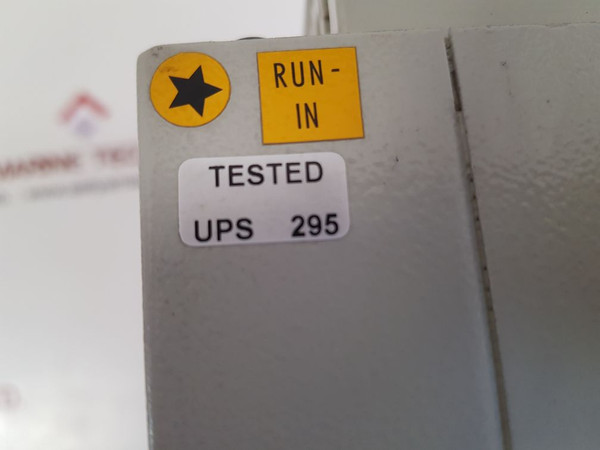 RUN-
IN
TESTED
UPS 295